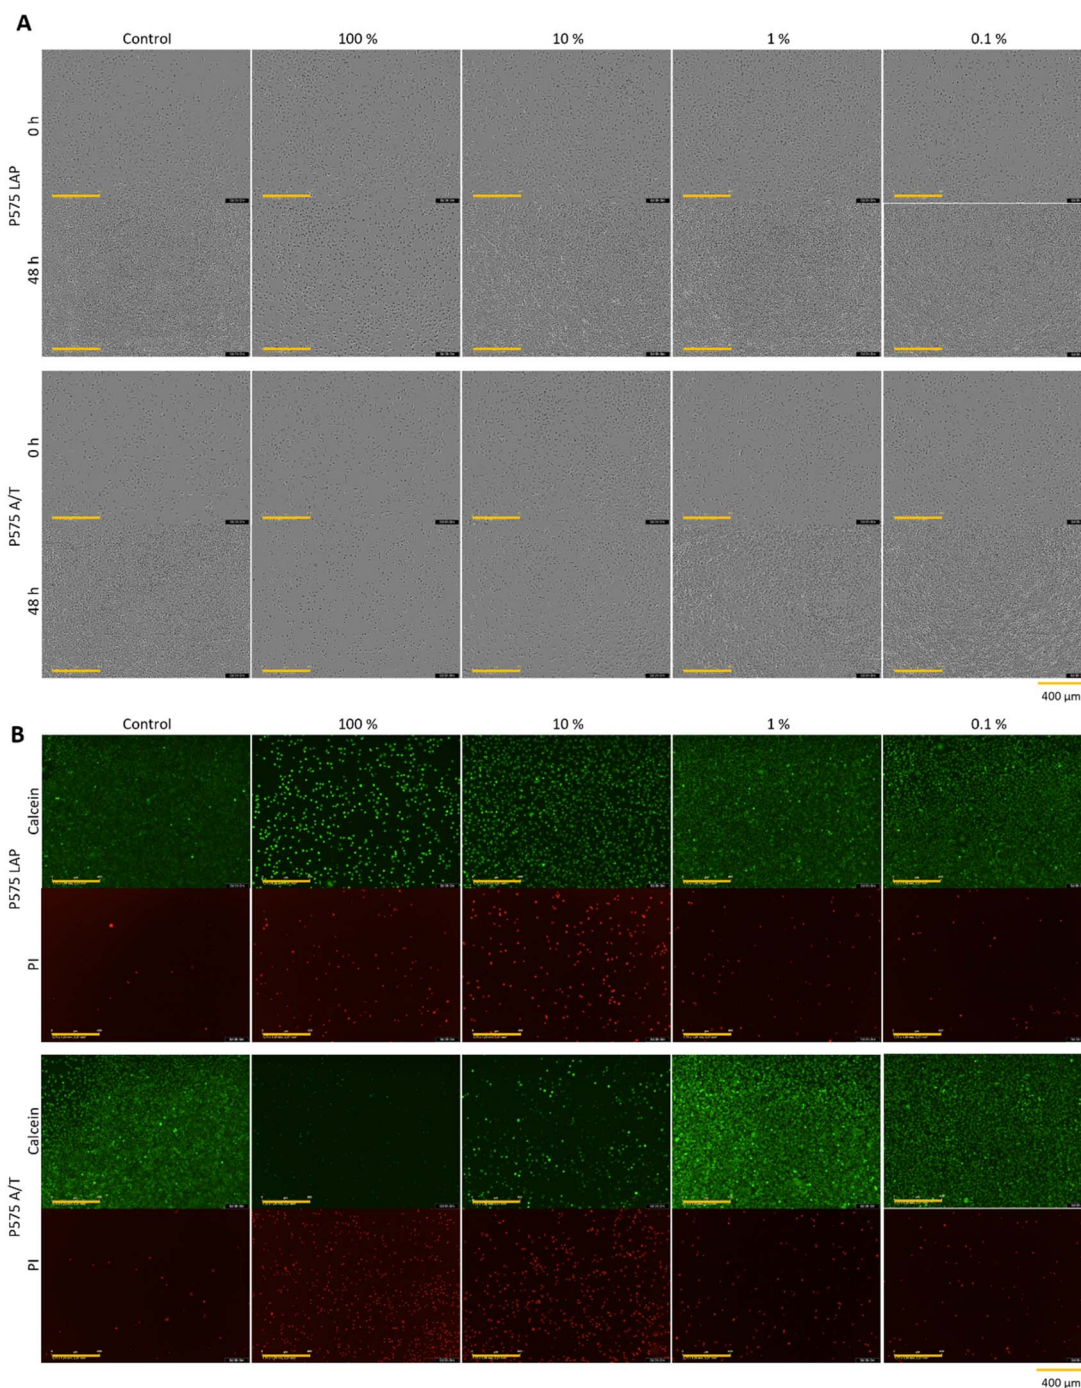 A
Control 100 % 10 % 1 % 0.1 %
P575 LAP
0 h
48 h
P575 A/T
0 h
48 h
400 µm
B
Control 100 % 10 % 1 % 0.1 %
P575 LAP
Calcein
PI
P575 A/T
Calcein
PI
400 µm